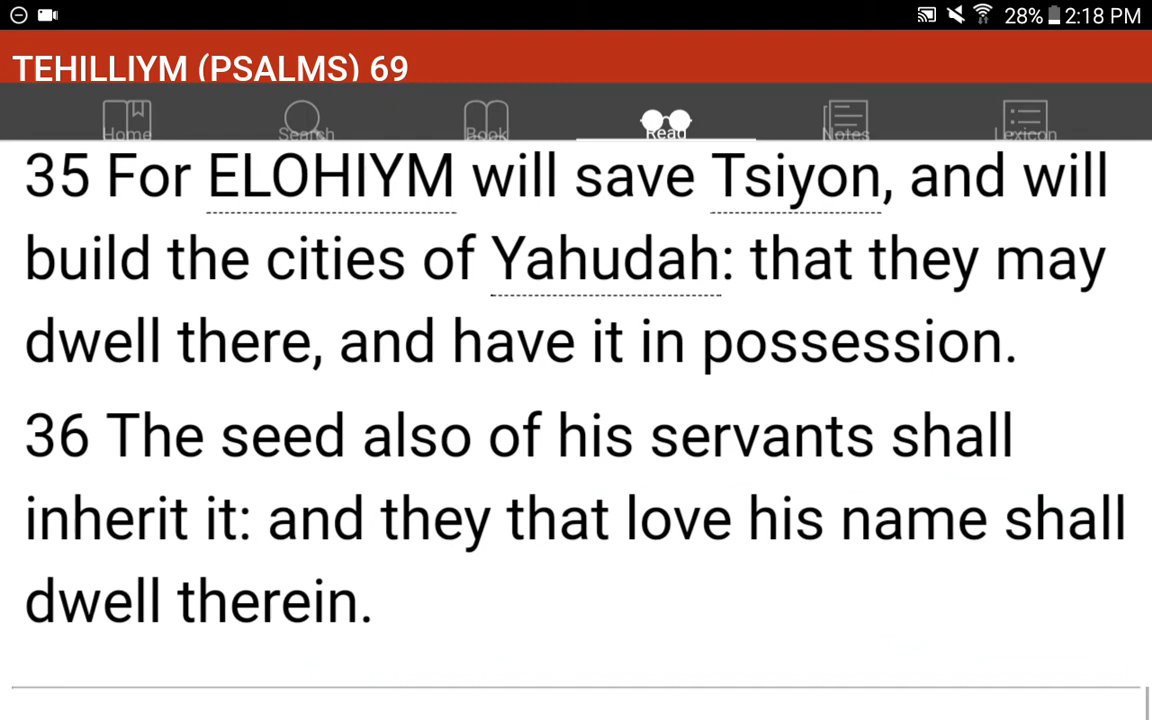 28% 2:18 PM
TEHILLIYM (PSALMS) 69
Home Search Book Read Notes Lexicon
35 For ELOHIYM will save Tsiyon, and will
build the cities of Yahudah: that they may
dwell there, and have it in possession.
36 The seed also of his servants shall
inherit it: and they that love his name shall
dwell therein.